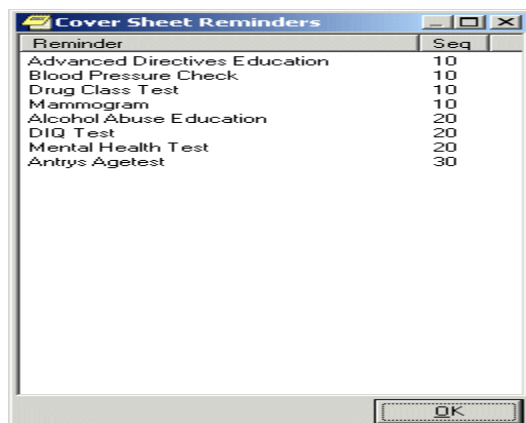 Cover Sheet Reminders
Reminder Seq
Advanced Directives Education 10
Blood Pressure Check 10
Drug Class Test 10
Mammogram 10
Alcohol Abuse Education 20
DIQ Test 20
Mental Health Test 20
Antrys Agetest 30
OK